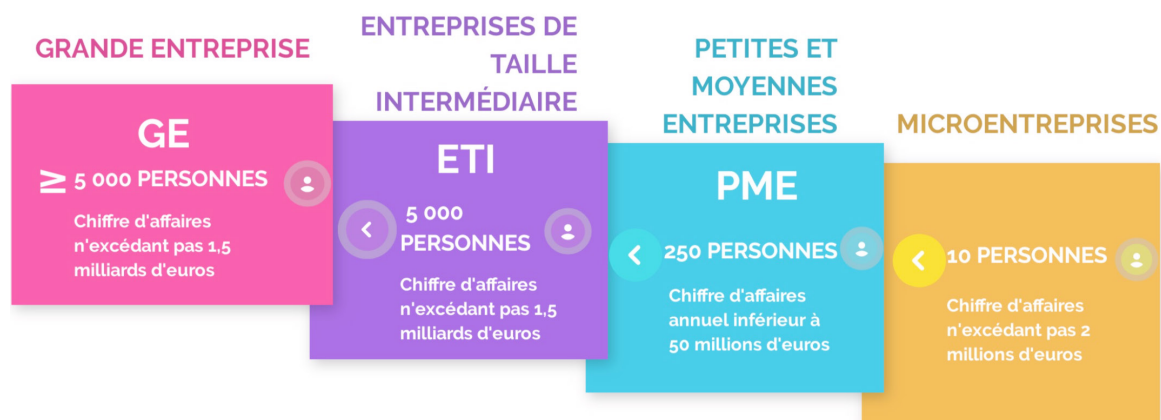 GRANDE ENTREPRISE
GE
≥ 5 000 PERSONNES
Chiffre d'affaires
n'excédant pas 1,5
milliards d'euros
ENTREPRISES DE
TAILLE
INTERMÉDIAIRE
ETI
5 000
PERSONNES
Chiffre d'affaires
n'excédant pas 1,5
milliards d'euros
PETITES ET
MOYENNES
ENTREPRISES
PME
250 PERSONNES
Chiffre d'affaires
annuel inférieur à
50 millions d'euros
MICROENTREPRISES
10 PERSONNES
Chiffre d'affaires
n'excédant pas 2
millions d'euros